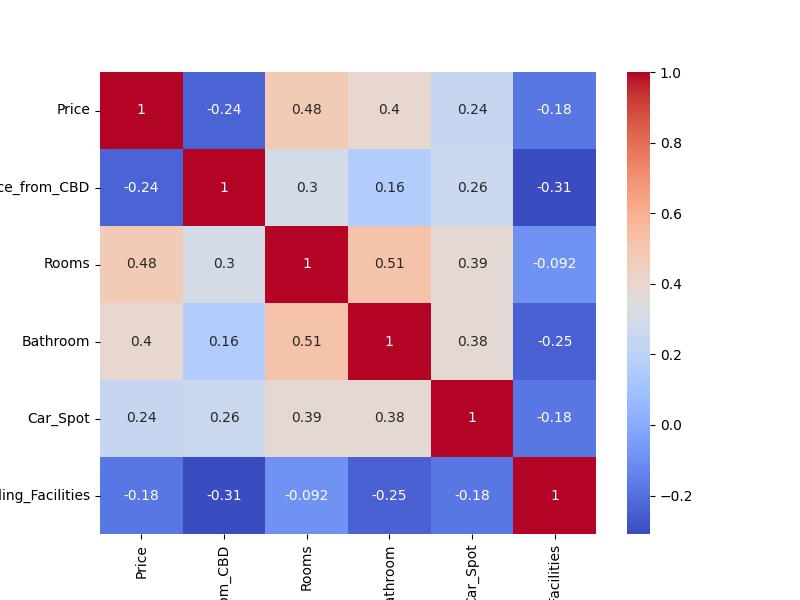 1.0
Price 1 -0.24 0.48 0.4 0.24 -0.18
0.8
ce_from_CBD -0.24 1 0.3 0.16 0.26 -0.31
0.6
Rooms 0.48 0.3 1 0.51 0.39 -0.092
0.4
Bathroom 0.4 0.16 0.51 1 0.38 -0.25
0.2
Car_Spot 0.24 0.26 0.39 0.38 1 -0.18
0.0
ling_Facilities -0.18 -0.31 -0.092 -0.25 -0.18 1
−0.2
Price
om_CBD
Rooms
athroom
ar_Spot
acilities